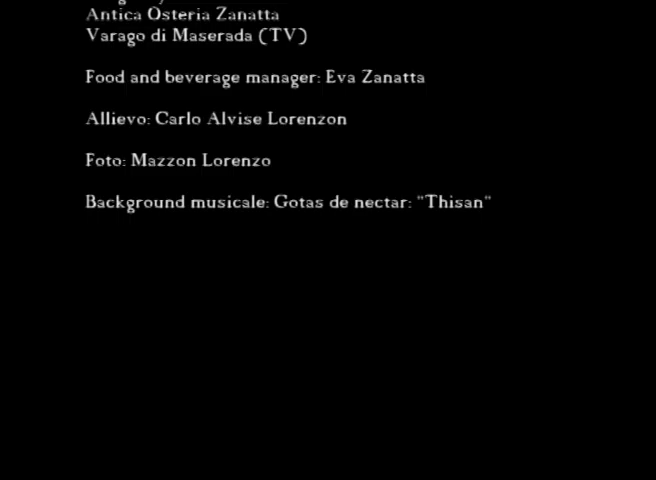 Antica Osteria Zanatta
Varago di Maserada (TV)
Food and beverage manager: Eva Zanatta
Allievo: Carlo Alvise Lorenzon
Foto: Mazzon Lorenzo
Background musicale: Gotas de nectar: "Thisan"